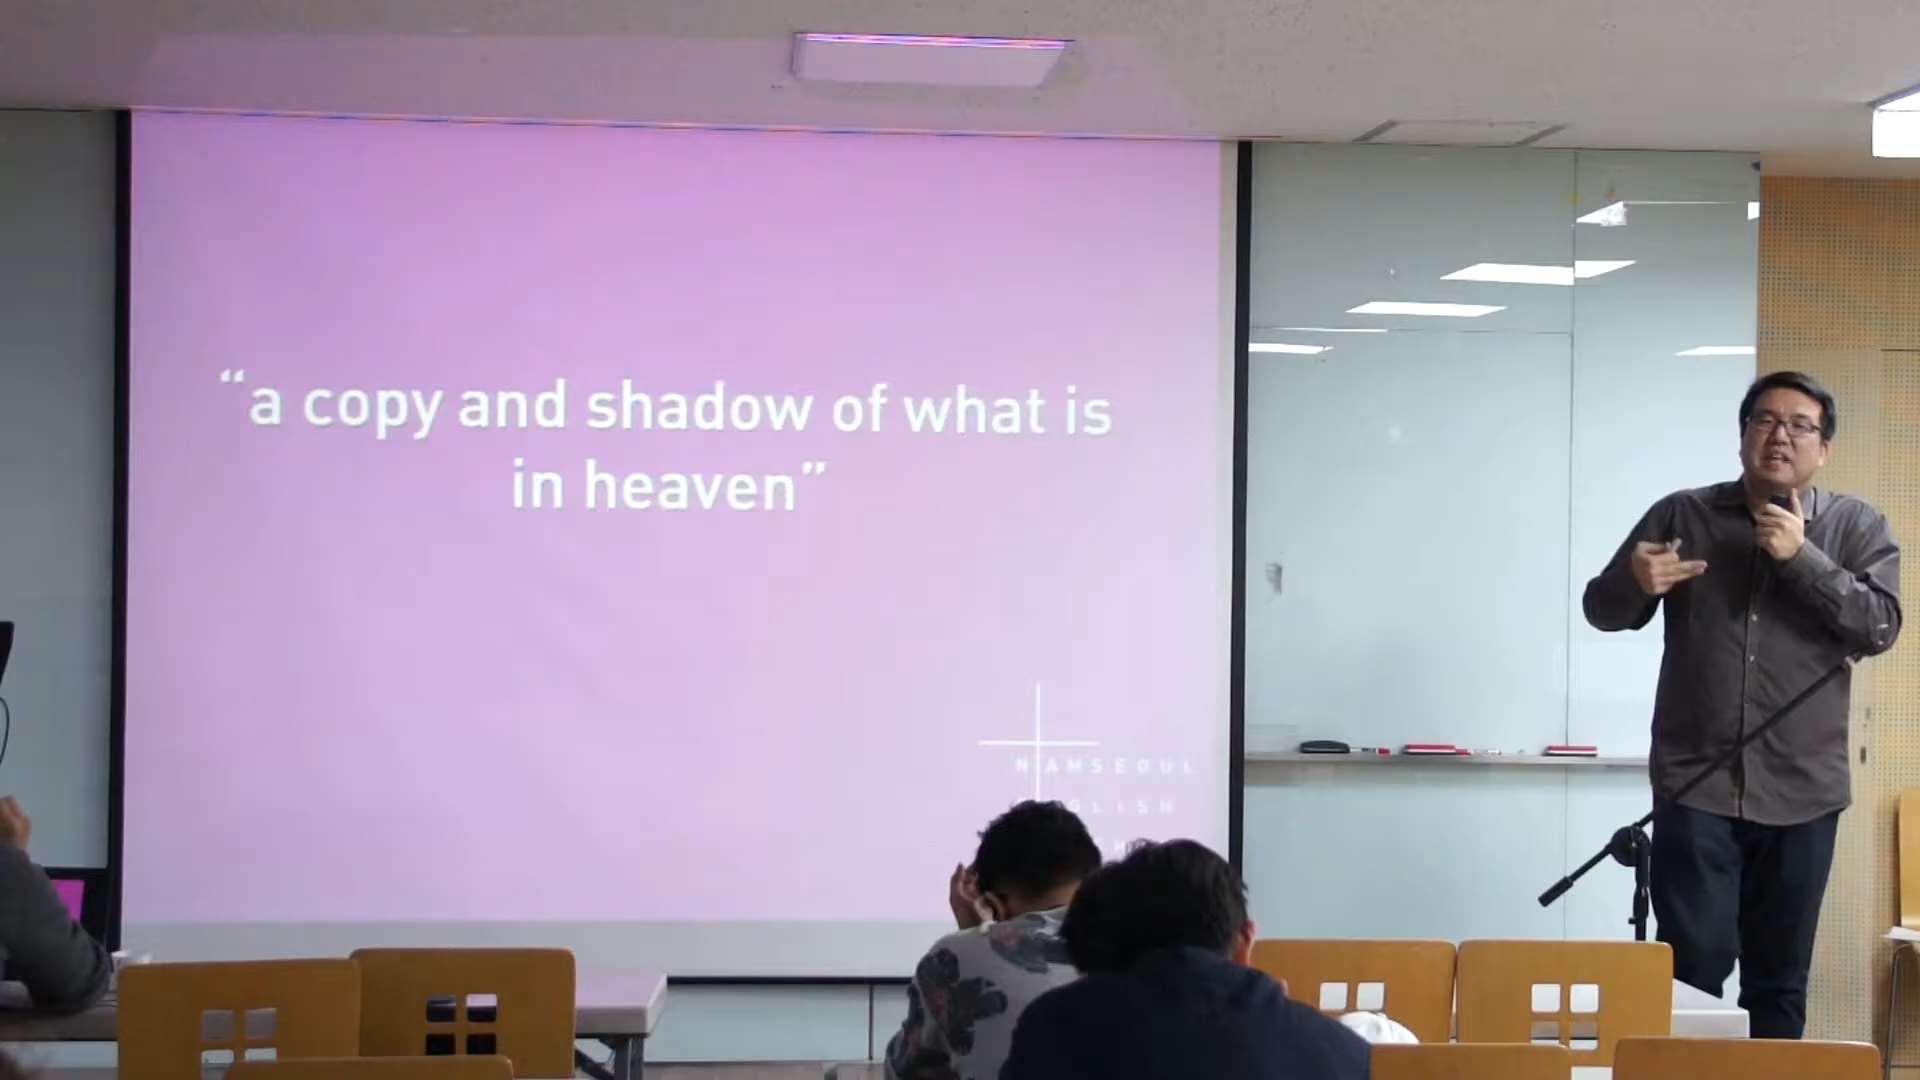 “a copy and shadow of what is
in heaven”
NAMSEOUL